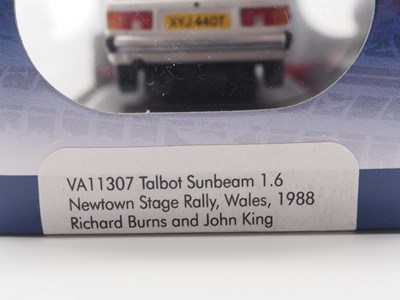 XYJ 440T
VA11307 Talbot Sunbeam 1.6
Newtown Stage Rally, Wales, 1988
Richard Burns and John King